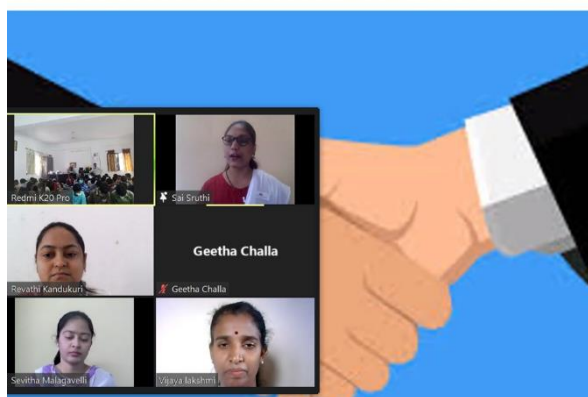 Redmi K20 Pro
Sai Sruthi
Revathi Kandukuri
Geetha Challa
Geetha Challa
Sevitha Malagavelli
Vijaya lakshmi